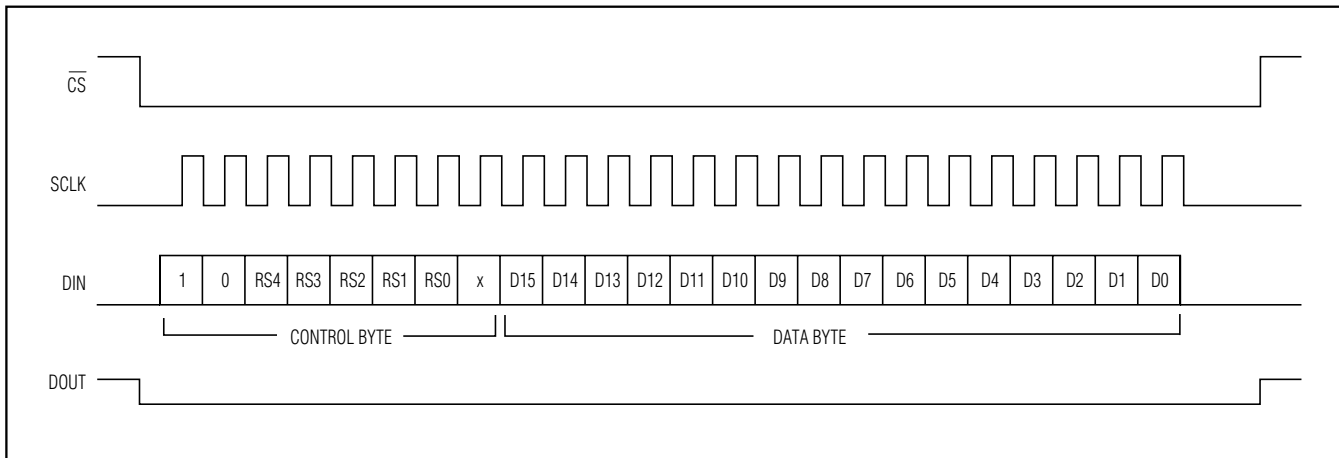 CS
SCLK
DIN 1 0 RS4 RS3 RS2 RS1 RS0 x D15 D14 D13 D12 D11 D10 D9 D8 D7 D6 D5 D4 D3 D2 D1 D0
CONTROL BYTE DATA BYTE
DOUT